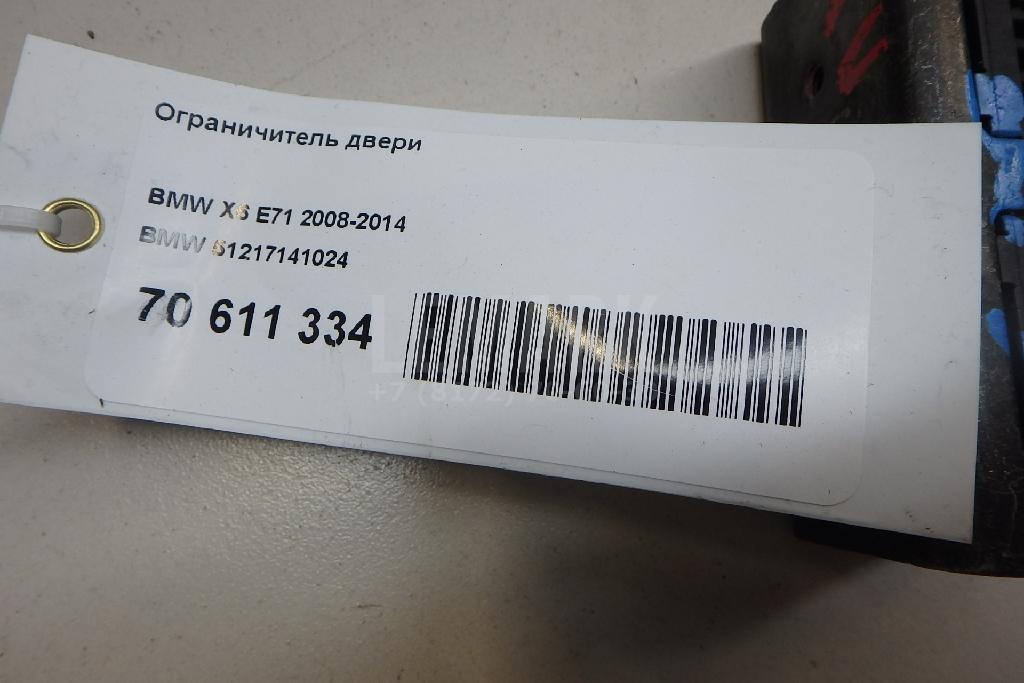 Ограничитель двери
BMW X6 E71 2008-2014
BMW 51217141024
70 611 334